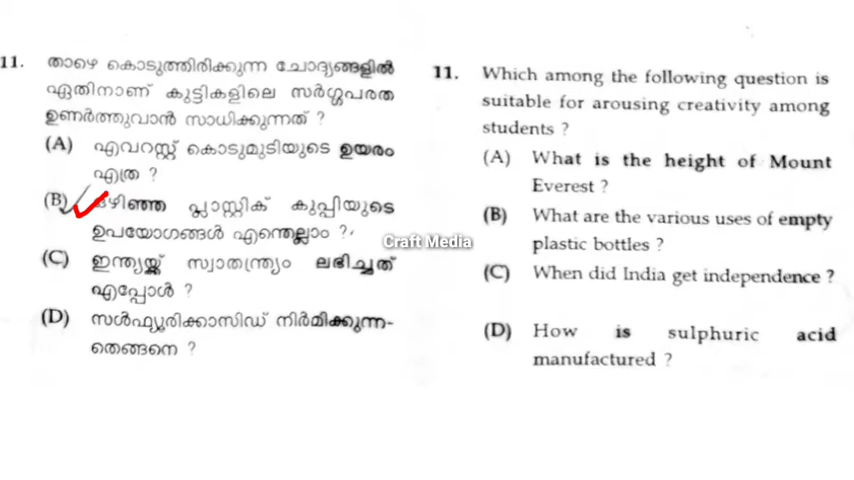 11. താഴെ കൊടുത്തിരിക്കുന്ന ചോദ്യങ്ങളിൽ
ഏതിനാണ് കുട്ടികളിലെ സർഗ്ഗപരത
ഉണർത്തുവാൻ സാധിക്കുന്നത് ?
(A) എവറസ്റ്റ് കൊടുമുടിയുടെ ഉയരം
എത്ര ?
(B) ഒഴിഞ്ഞ പ്ലാസ്റ്റിക് കുപ്പിയുടെ
ഉപയോഗങ്ങൾ എന്തെല്ലാം ?
(C) ഇന്ത്യയ്ക്ക് സ്വാതന്ത്ര്യം ലഭിച്ചത്
എപ്പോൾ ?
(D) സൾഫ്യൂരിക്കാസിഡ് നിർമിക്കുന്ന-
തെങ്ങനെ ?
11. Which among the following question is
suitable for arousing creativity among
students ?
(A) What is the height of Mount
Everest ?
(B) What are the various uses of empty
plastic bottles ?
(C) When did India get independence ?
(D) How is sulphuric acid
manufactured ?
Craft Media